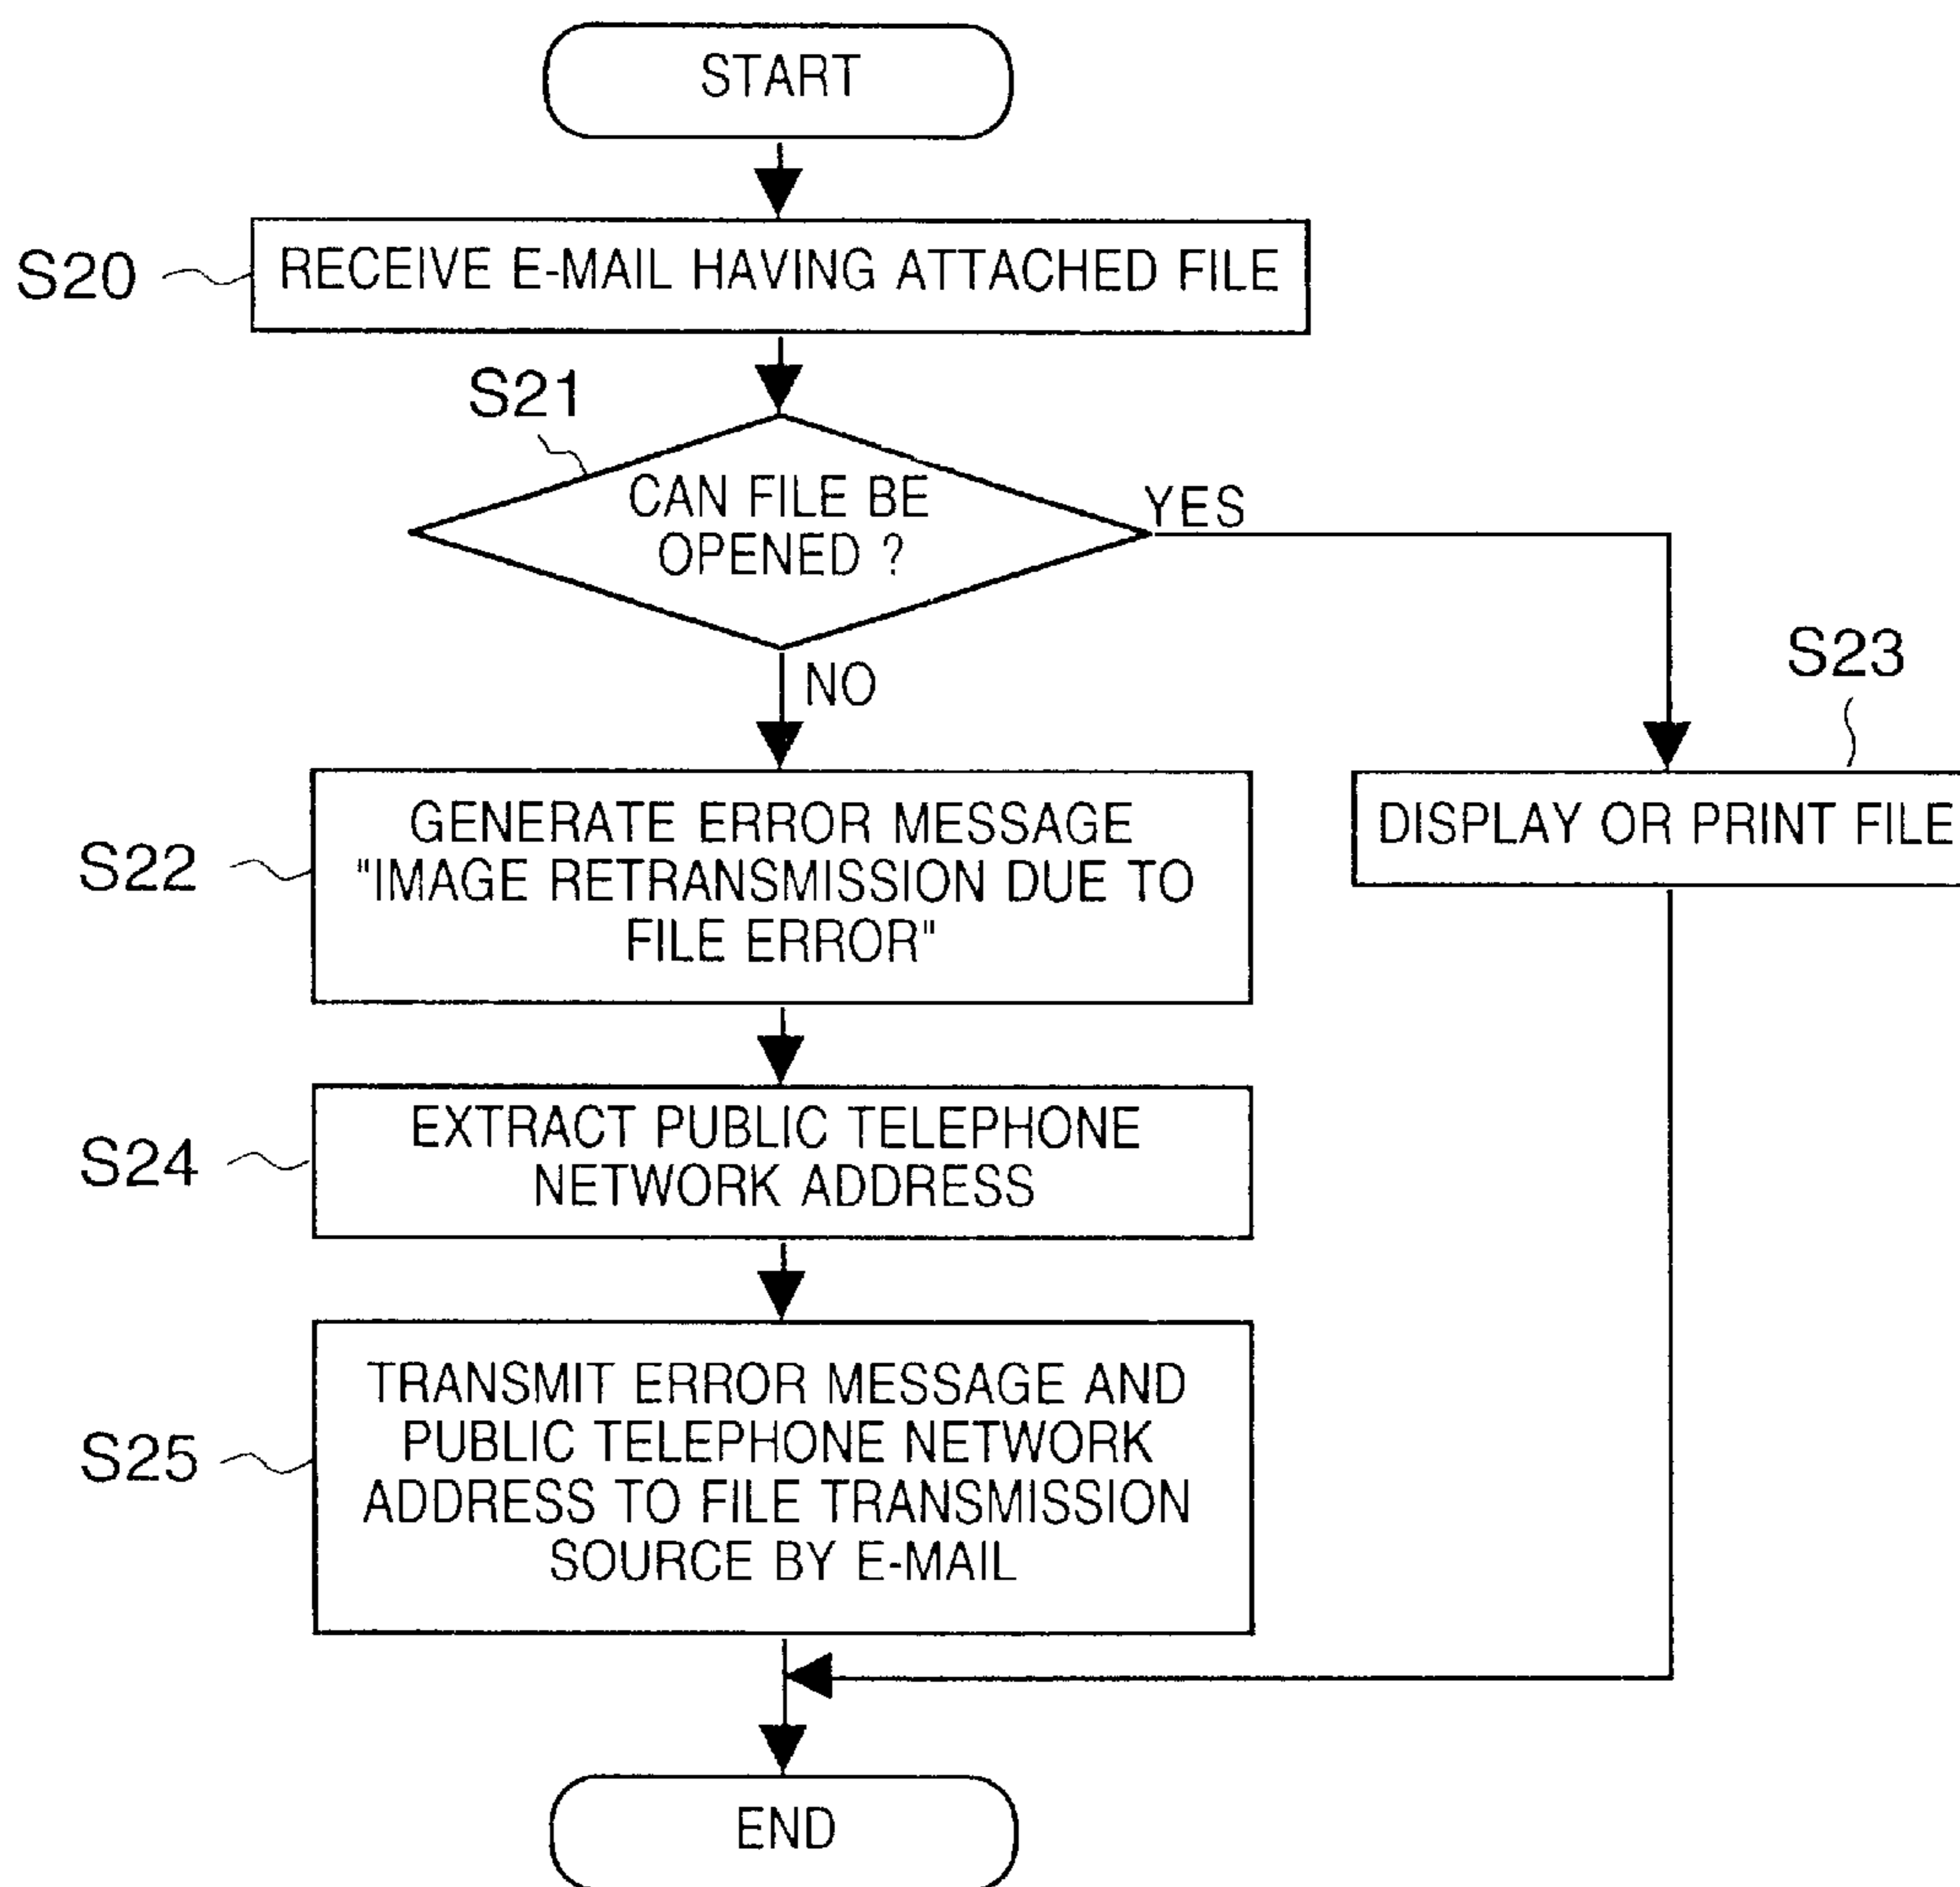 START
S20
RECEIVE E-MAIL HAVING ATTACHED FILE
S21
CAN FILE BE
OPENED ?
YES
NO
S23
DISPLAY OR PRINT FILE
S22
GENERATE ERROR MESSAGE
"IMAGE RETRANSMISSION DUE TO
FILE ERROR"
S24
EXTRACT PUBLIC TELEPHONE
NETWORK ADDRESS
S25
TRANSMIT ERROR MESSAGE AND
PUBLIC TELEPHONE NETWORK
ADDRESS TO FILE TRANSMISSION
SOURCE BY E-MAIL
END